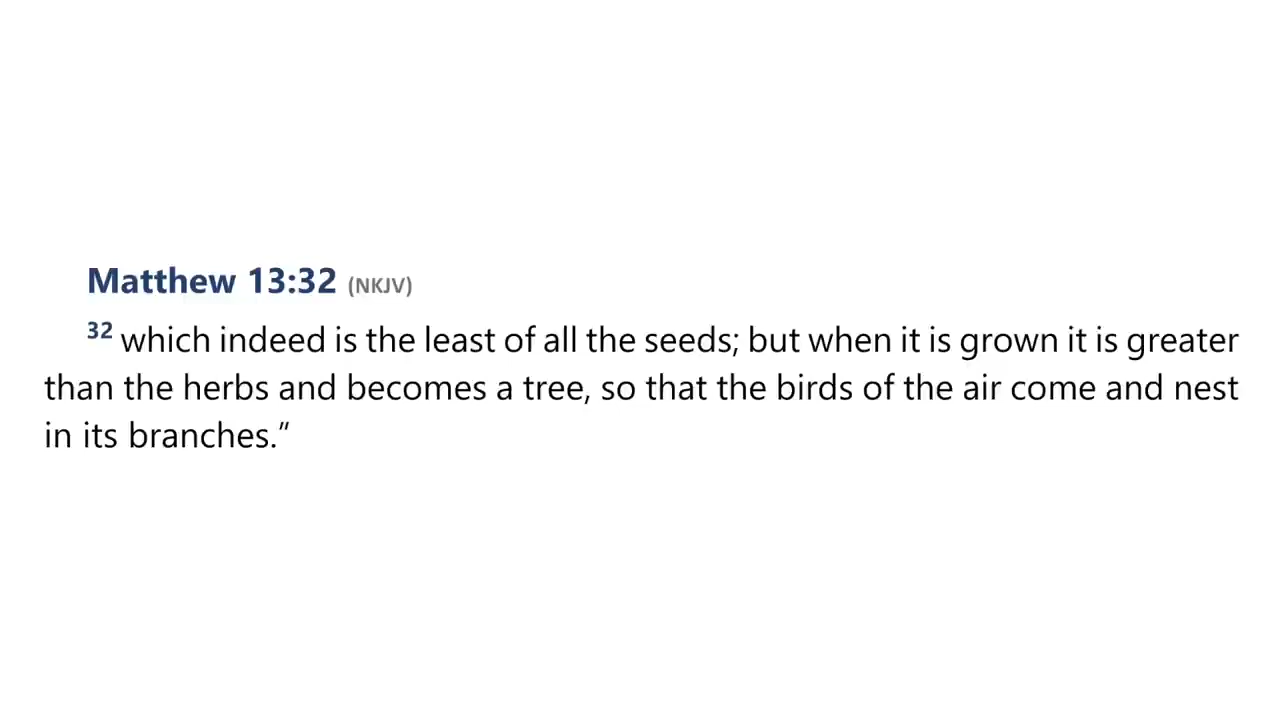 Matthew 13:32 (NKJV)
32 which indeed is the least of all the seeds; but when it is grown it is greater
than the herbs and becomes a tree, so that the birds of the air come and nest
in its branches.”